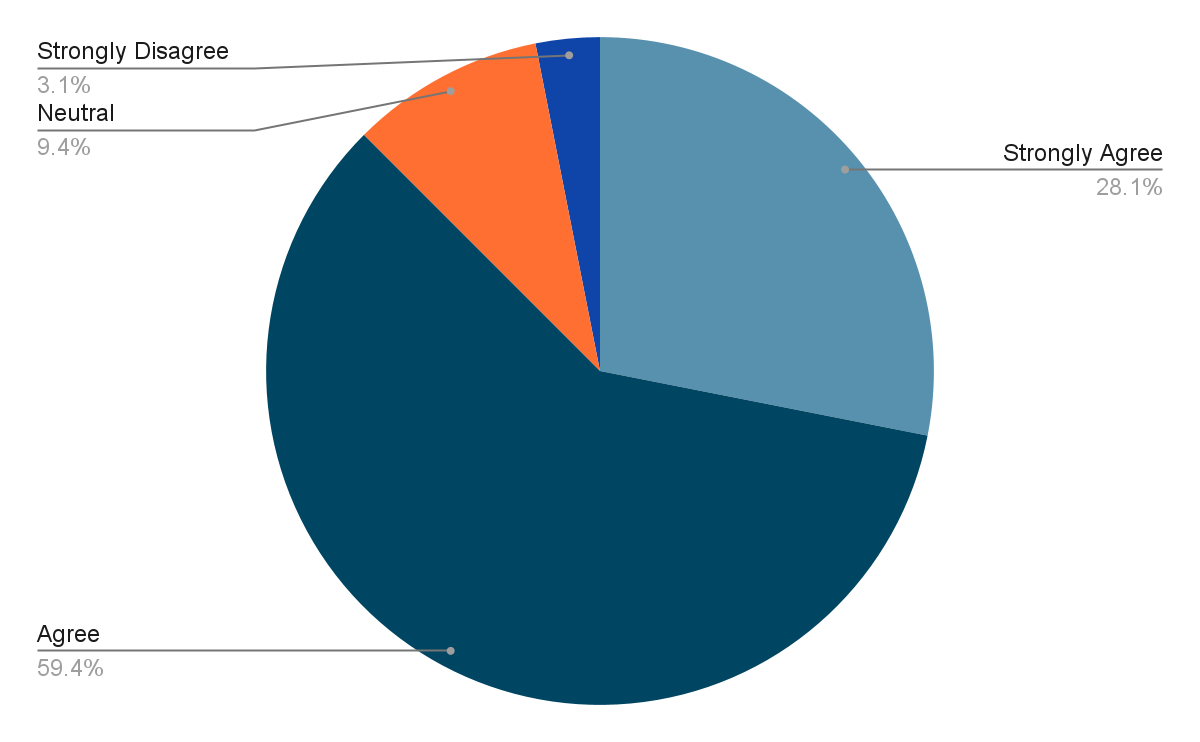 Strongly Disagree
3.1%
Neutral
9.4%
Strongly Agree
28.1%
Agree
59.4%